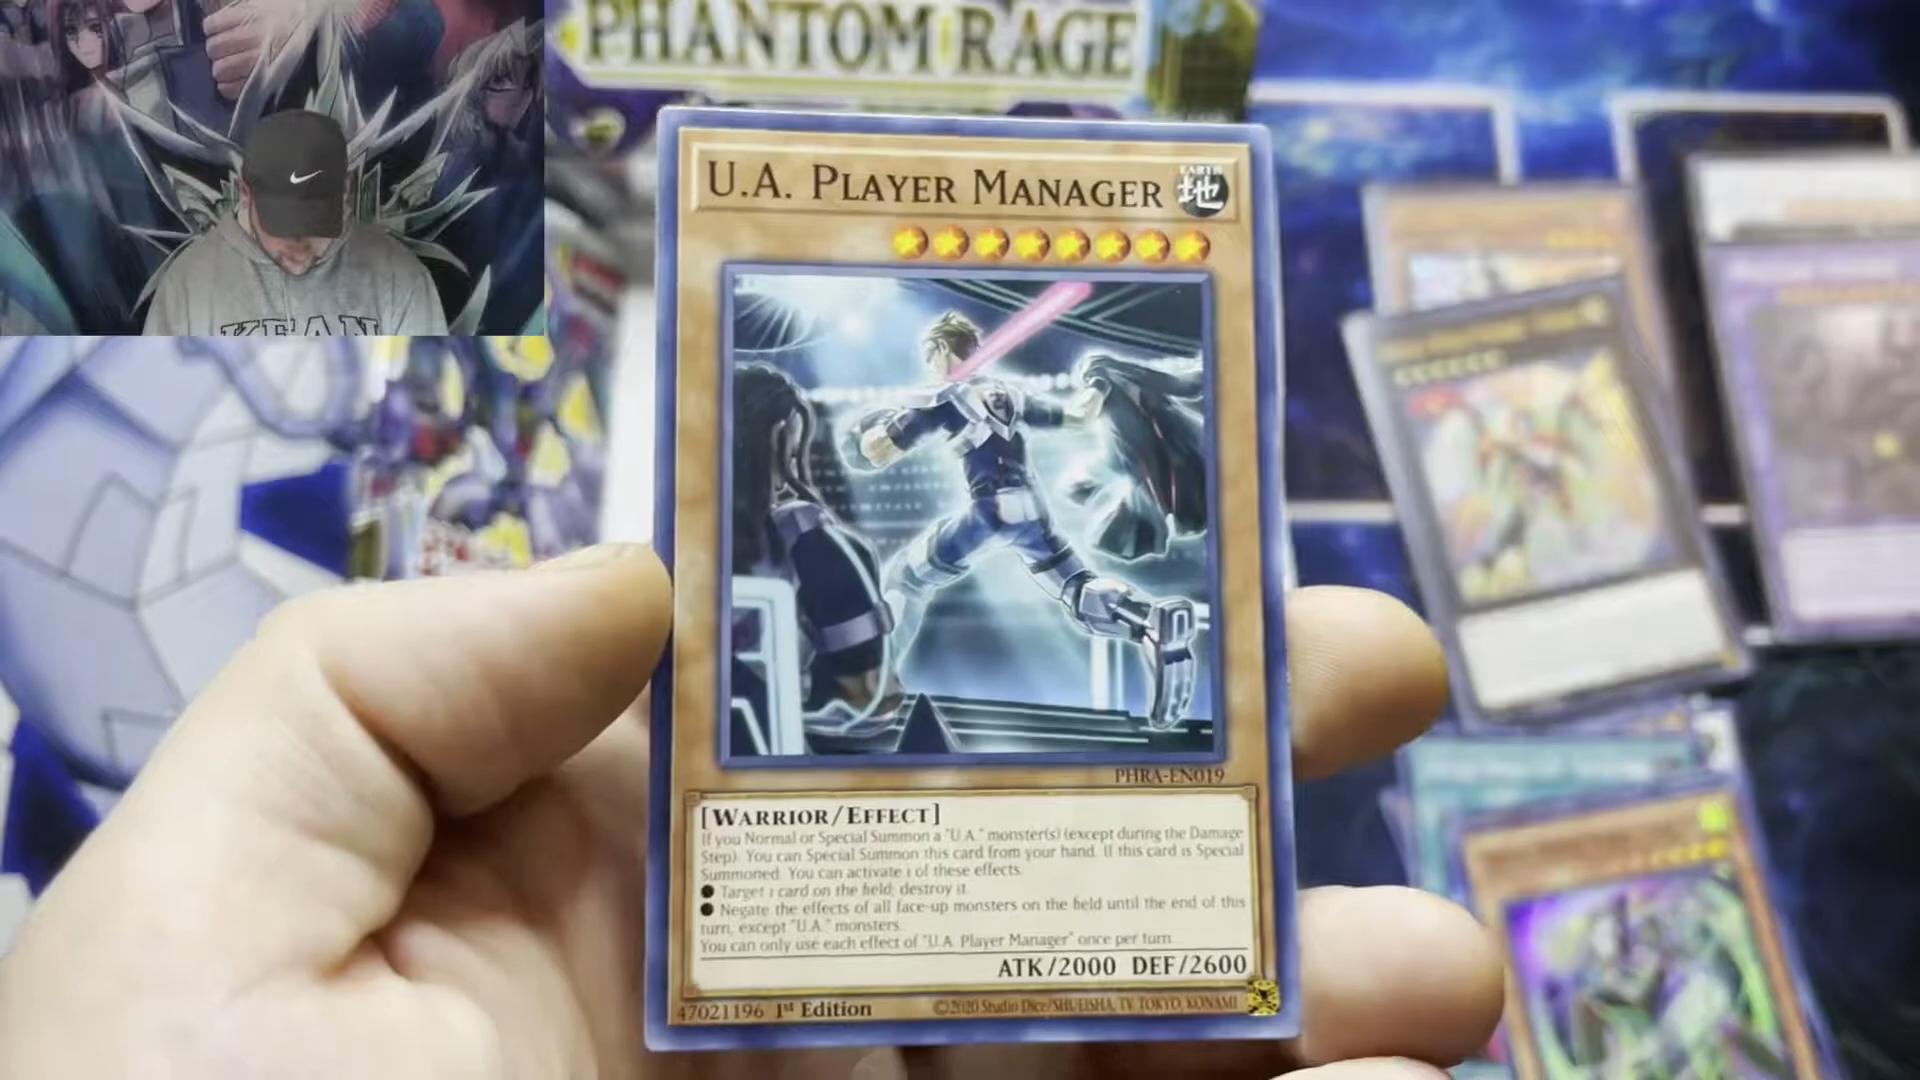 PHANTOM RAGE
KEAN
U.A. PLAYER MANAGER
EARTH
地
PHRA-EN019
[WARRIOR/EFFECT]
If you Normal or Special Summon a "U.A." monster(s) (except during the Damage
Step): You can Special Summon this card from your hand. If this card is Special
Summoned: You can activate 1 of these effects.
● Target 1 card on the field; destroy it.
● Negate the effects of all face-up monsters on the field until the end of this
turn, except "U.A." monsters.
You can only use each effect of "U.A. Player Manager" once per turn.
ATK/2000 DEF/2600
47021196 1st Edition
©2020 Studio Dice/SHUEISHA, TV TOKYO, KONAMI